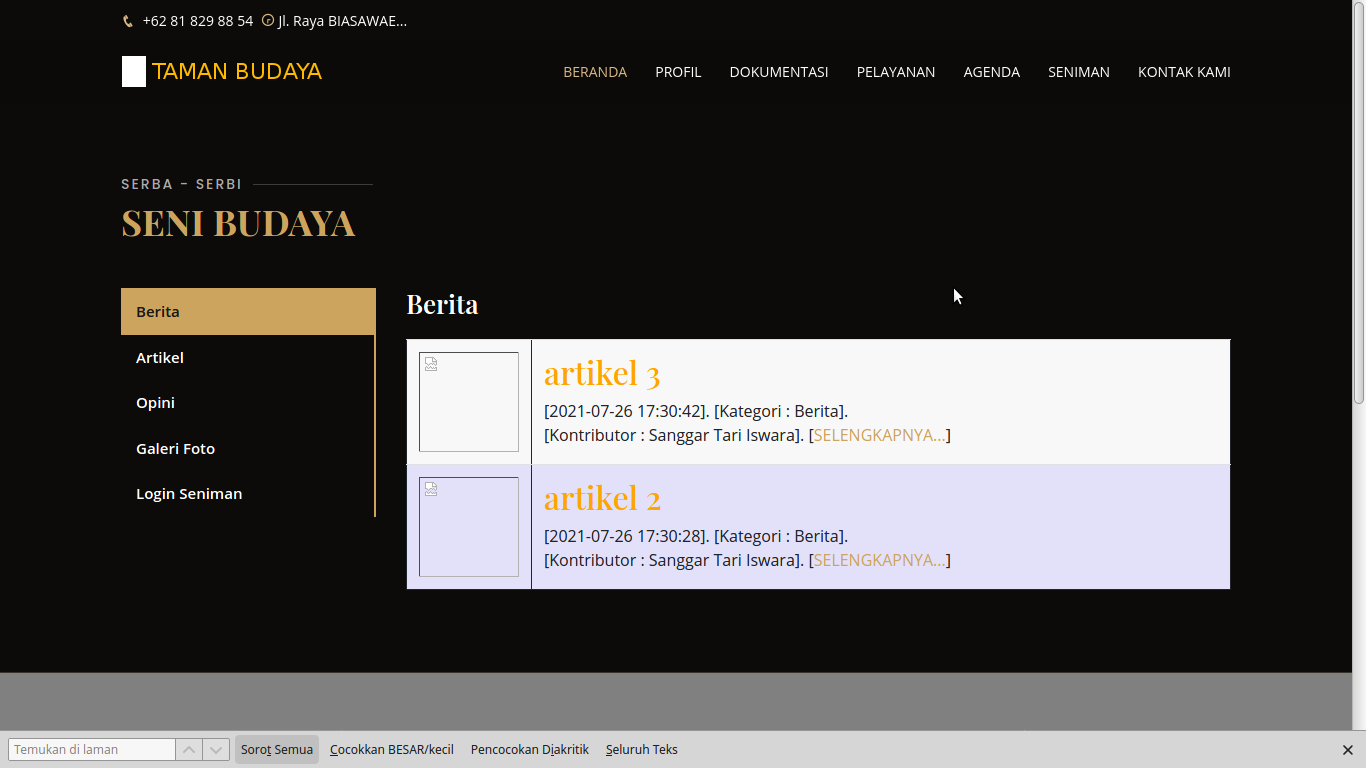 +62 81 829 88 54 Jl. Raya BIASAWAE...
TAMAN BUDAYA
BERANDA PROFIL DOKUMENTASI PELAYANAN AGENDA SENIMAN KONTAK KAMI
SERBA - SERBI
SENI BUDAYA
Berita
Artikel
Opini
Galeri Foto
Login Seniman
Berita
artikel 3
[2021-07-26 17:30:42]. [Kategori : Berita].
[Kontributor : Sanggar Tari Iswara]. [SELENGKAPNYA...]
artikel 2
[2021-07-26 17:30:28]. [Kategori : Berita].
[Kontributor : Sanggar Tari Iswara]. [SELENGKAPNYA...]
Temukan di laman Sorot Semua Cocokkan BESAR/kecil Pencocokan Diakritik Seluruh Teks